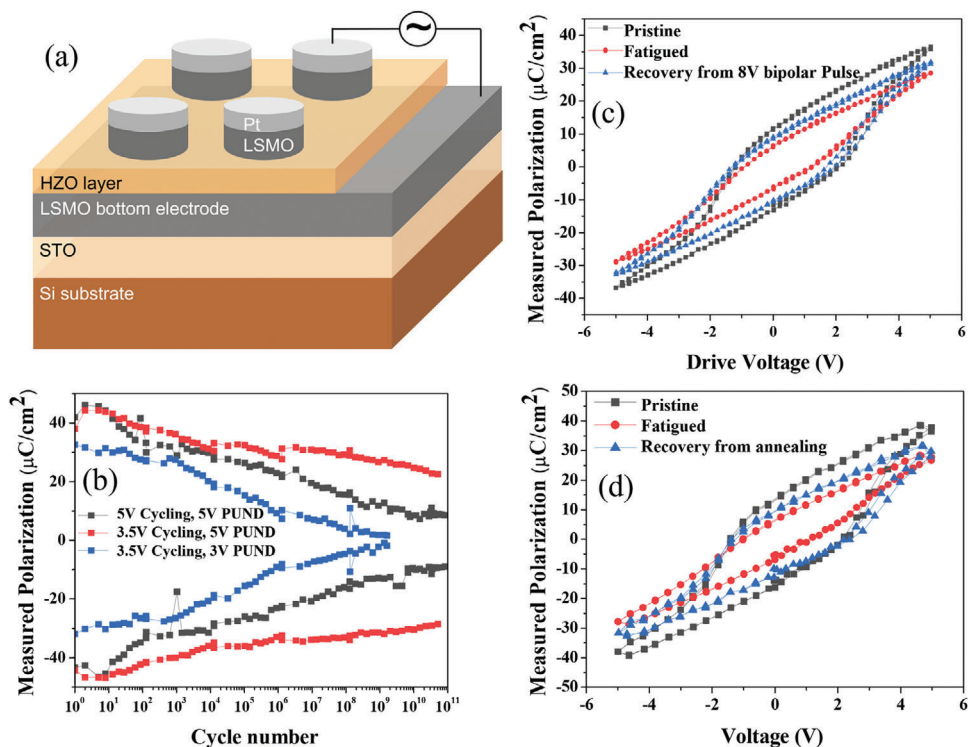 (a)
~
Pt
LSMO
HZO layer
LSMO bottom electrode
STO
Si substrate
Measured Polarization (μC/cm²)
40
20
0
-20
-40
(b)
5V Cycling, 5V PUND
3.5V Cycling, 5V PUND
3.5V Cycling, 3V PUND
10⁰ 10¹ 10² 10³ 10⁴ 10⁵ 10⁶ 10⁷ 10⁸ 10⁹ 10¹⁰ 10¹¹
Cycle number
Measured Polarization (μC/cm²)
40
30
20
10
0
-10
-20
-30
-40
Pristine
Fatigued
Recovery from 8V bipolar Pulse
(c)
-6 -4 -2 0 2 4 6
Drive Voltage (V)
Measured Polarization (μC/cm²)
50
40
30
20
10
0
-10
-20
-30
-40
-50
Pristine
Fatigued
Recovery from annealing
(d)
-6 -4 -2 0 2 4 6
Voltage (V)